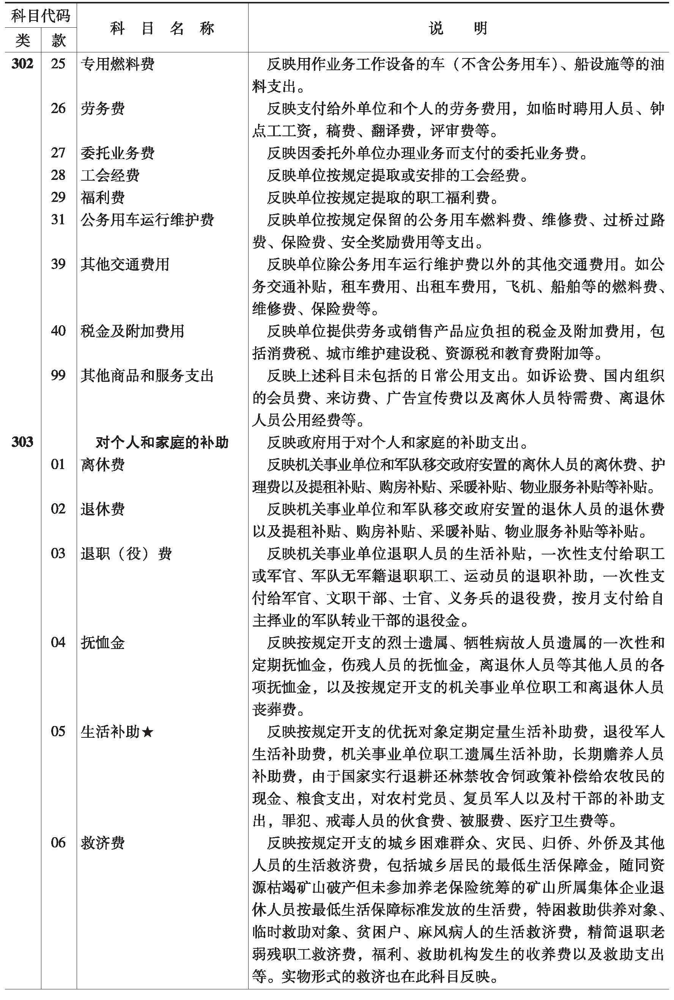 科目代码
科 目 名 称
说 明
类 款
302 25 专用燃料费 反映用作业务工作设备的车（不含公务用车）、船设施等的油
料支出。
26 劳务费 反映支付给外单位和个人的劳务费用，如临时聘用人员、钟
点工工资，稿费、翻译费，评审费等。
27 委托业务费 反映因委托外单位办理业务而支付的委托业务费。
28 工会经费 反映单位按规定提取或安排的工会经费。
29 福利费 反映单位按规定提取的职工福利费。
31 公务用车运行维护费 反映单位按规定保留的公务用车燃料费、维修费、过桥过路
费、保险费、安全奖励费用等支出。
39 其他交通费用 反映单位除公务用车运行维护费以外的其他交通费用。如公
务交通补贴，租车费用、出租车费用，飞机、船舶等的燃料费、
维修费、保险费等。
40 税金及附加费用 反映单位提供劳务或销售产品应负担的税金及附加费用，包
括消费税、城市维护建设税、资源税和教育费附加等。
99 其他商品和服务支出 反映上述科目未包括的日常公用支出。如诉讼费、国内组织
的会员费、来访费、广告宣传费以及离休人员特需费、离退休
人员公用经费等。
303 对个人和家庭的补助 反映政府用于对个人和家庭的补助支出。
01 离休费 反映机关事业单位和军队移交政府安置的离休人员的离休费、护
理费以及提租补贴、购房补贴、采暖补贴、物业服务补贴等补贴。
02 退休费 反映机关事业单位和军队移交政府安置的退休人员的退休费
以及提租补贴、购房补贴、采暖补贴、物业服务补贴等补贴。
03 退职（役）费 反映机关事业单位退职人员的生活补贴，一次性支付给职工
或军官、军队无军籍退职职工、运动员的退职补助，一次性支
付给军官、文职干部、士官、义务兵的退役费，按月支付给自
主择业的军队转业干部的退役金。
04 抚恤金 反映按规定开支的烈士遗属、牺牲病故人员遗属的一次性和
定期抚恤金，伤残人员的抚恤金，离退休人员等其他人员的各
项抚恤金，以及按规定开支的机关事业单位职工和离退休人员
丧葬费。
05 生活补助★ 反映按规定开支的优抚对象定期定量生活补助费，退役军人
生活补助费，机关事业单位职工遗属生活补助，长期赡养人员
补助费，由于国家实行退耕还林禁牧舍饲政策补偿给农牧民的
现金、粮食支出，对农村党员、复员军人以及村干部的补助支
出，罪犯、戒毒人员的伙食费、被服费、医疗卫生费等。
06 救济费 反映按规定开支的城乡困难群众、灾民、归侨、外侨及其他
人员的生活救济费，包括城乡居民的最低生活保障金，随同资
源枯竭矿山破产但未参加养老保险统筹的矿山所属集体企业退
休人员按最低生活保障标准发放的生活费，特困救助供养对象、
临时救助对象、贫困户、麻风病人的生活救济费，精简退职老
弱残职工救济费，福利、救助机构发生的收养费以及救助支出
等。实物形式的救济也在此科目反映。